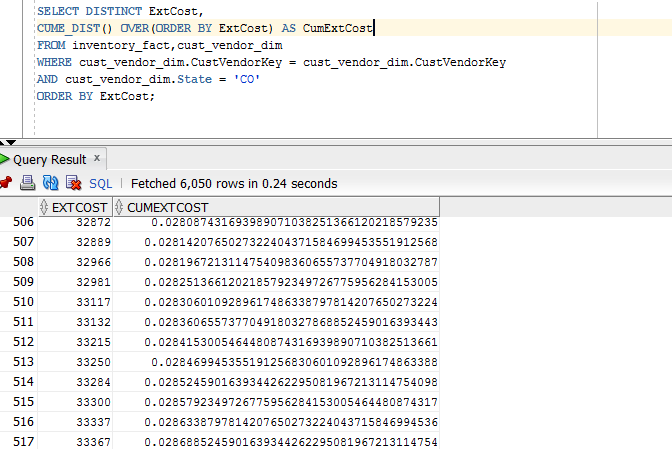 SELECT DISTINCT ExtCost,
CUME_DIST() OVER(ORDER BY ExtCost) AS CumExtCost
FROM inventory_fact,cust_vendor_dim
WHERE cust_vendor_dim.CustVendorKey = cust_vendor_dim.CustVendorKey
AND cust_vendor_dim.State = 'CO'
ORDER BY ExtCost;
Query Result x
SQL | Fetched 6,050 rows in 0.24 seconds
EXTCOST CUMEXTCOST
506 32872 0.0280874316939890710382513661202185792350
507 32889 0.0281420765027322404371584699453551912568
508 32966 0.0281967213114754098360655737704918032787
509 32981 0.0282513661202185792349726775956284153005
510 33117 0.0283060109289617486338797814207650273224
511 33132 0.0283606557377049180327868852459016393443
512 33215 0.0284153005464480874316939890710382513661
513 33250 0.028469945355191256830601092896174863388
514 33284 0.0285245901639344262295081967213114754098
515 33300 0.0285792349726775956284153005464480874317
516 33337 0.0286338797814207650273224043715846994536
517 33367 0.0286885245901639344262295081967213114754